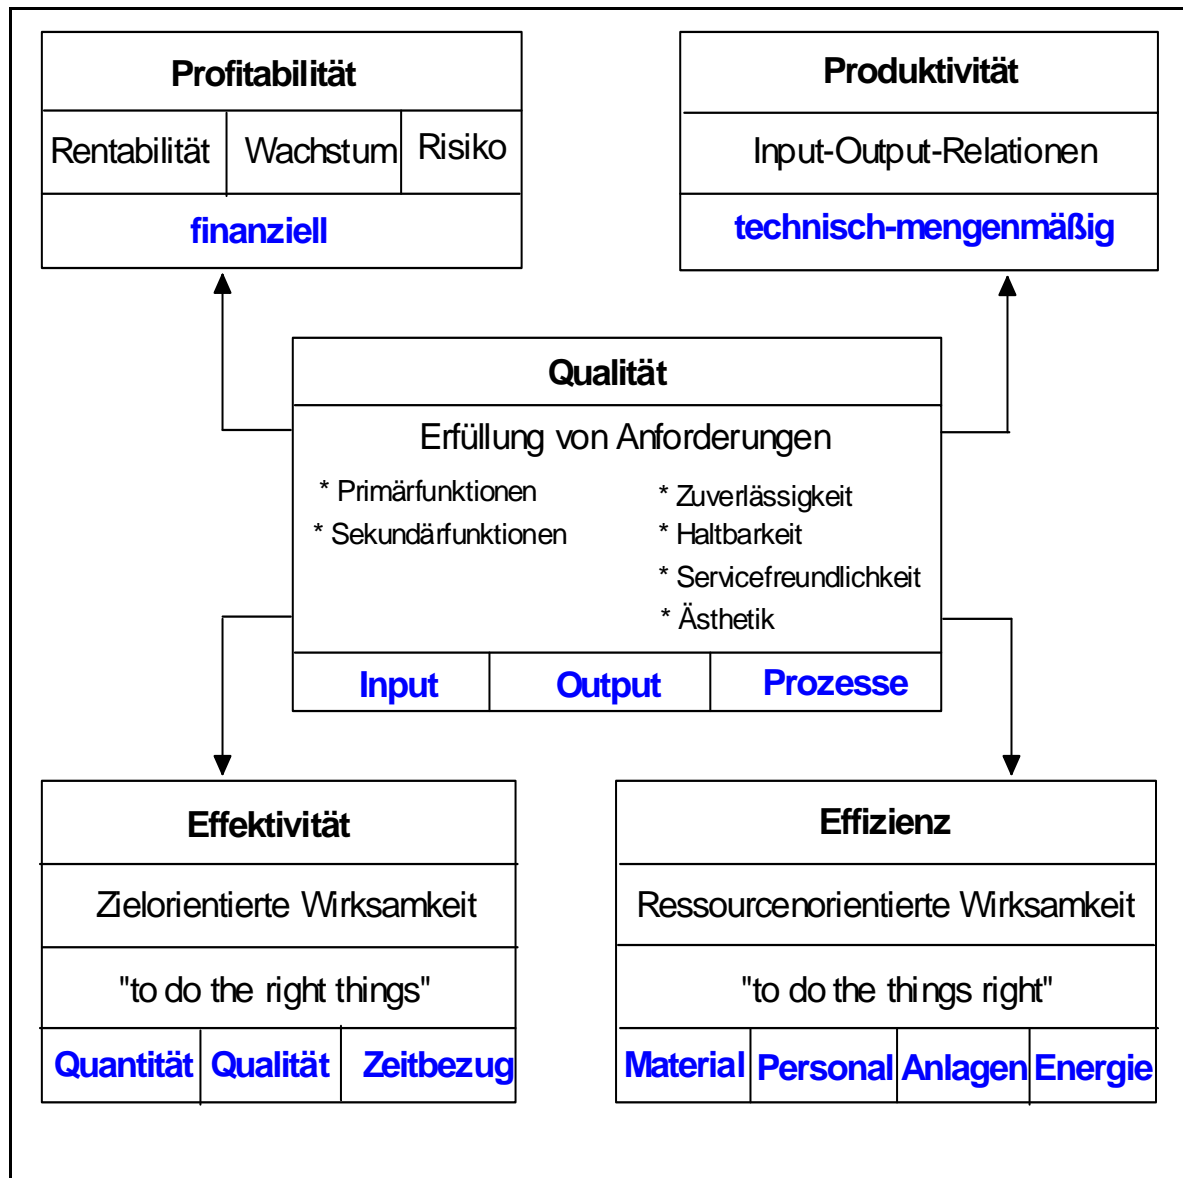 Profitabilität
Rentabilität Wachstum Risiko
finanziell
Produktivität
Input-Output-Relationen
technisch-mengenmäßig
Qualität
Erfüllung von Anforderungen
* Primärfunktionen
* Sekundärfunktionen
* Zuverlässigkeit
* Haltbarkeit
* Servicefreundlichkeit
* Ästhetik
Input Output Prozesse
Effektivität
Zielorientierte Wirksamkeit
"to do the right things"
Quantität Qualität Zeitbezug
Effizienz
Ressourcenorientierte Wirksamkeit
"to do the things right"
Material Personal Anlagen Energie